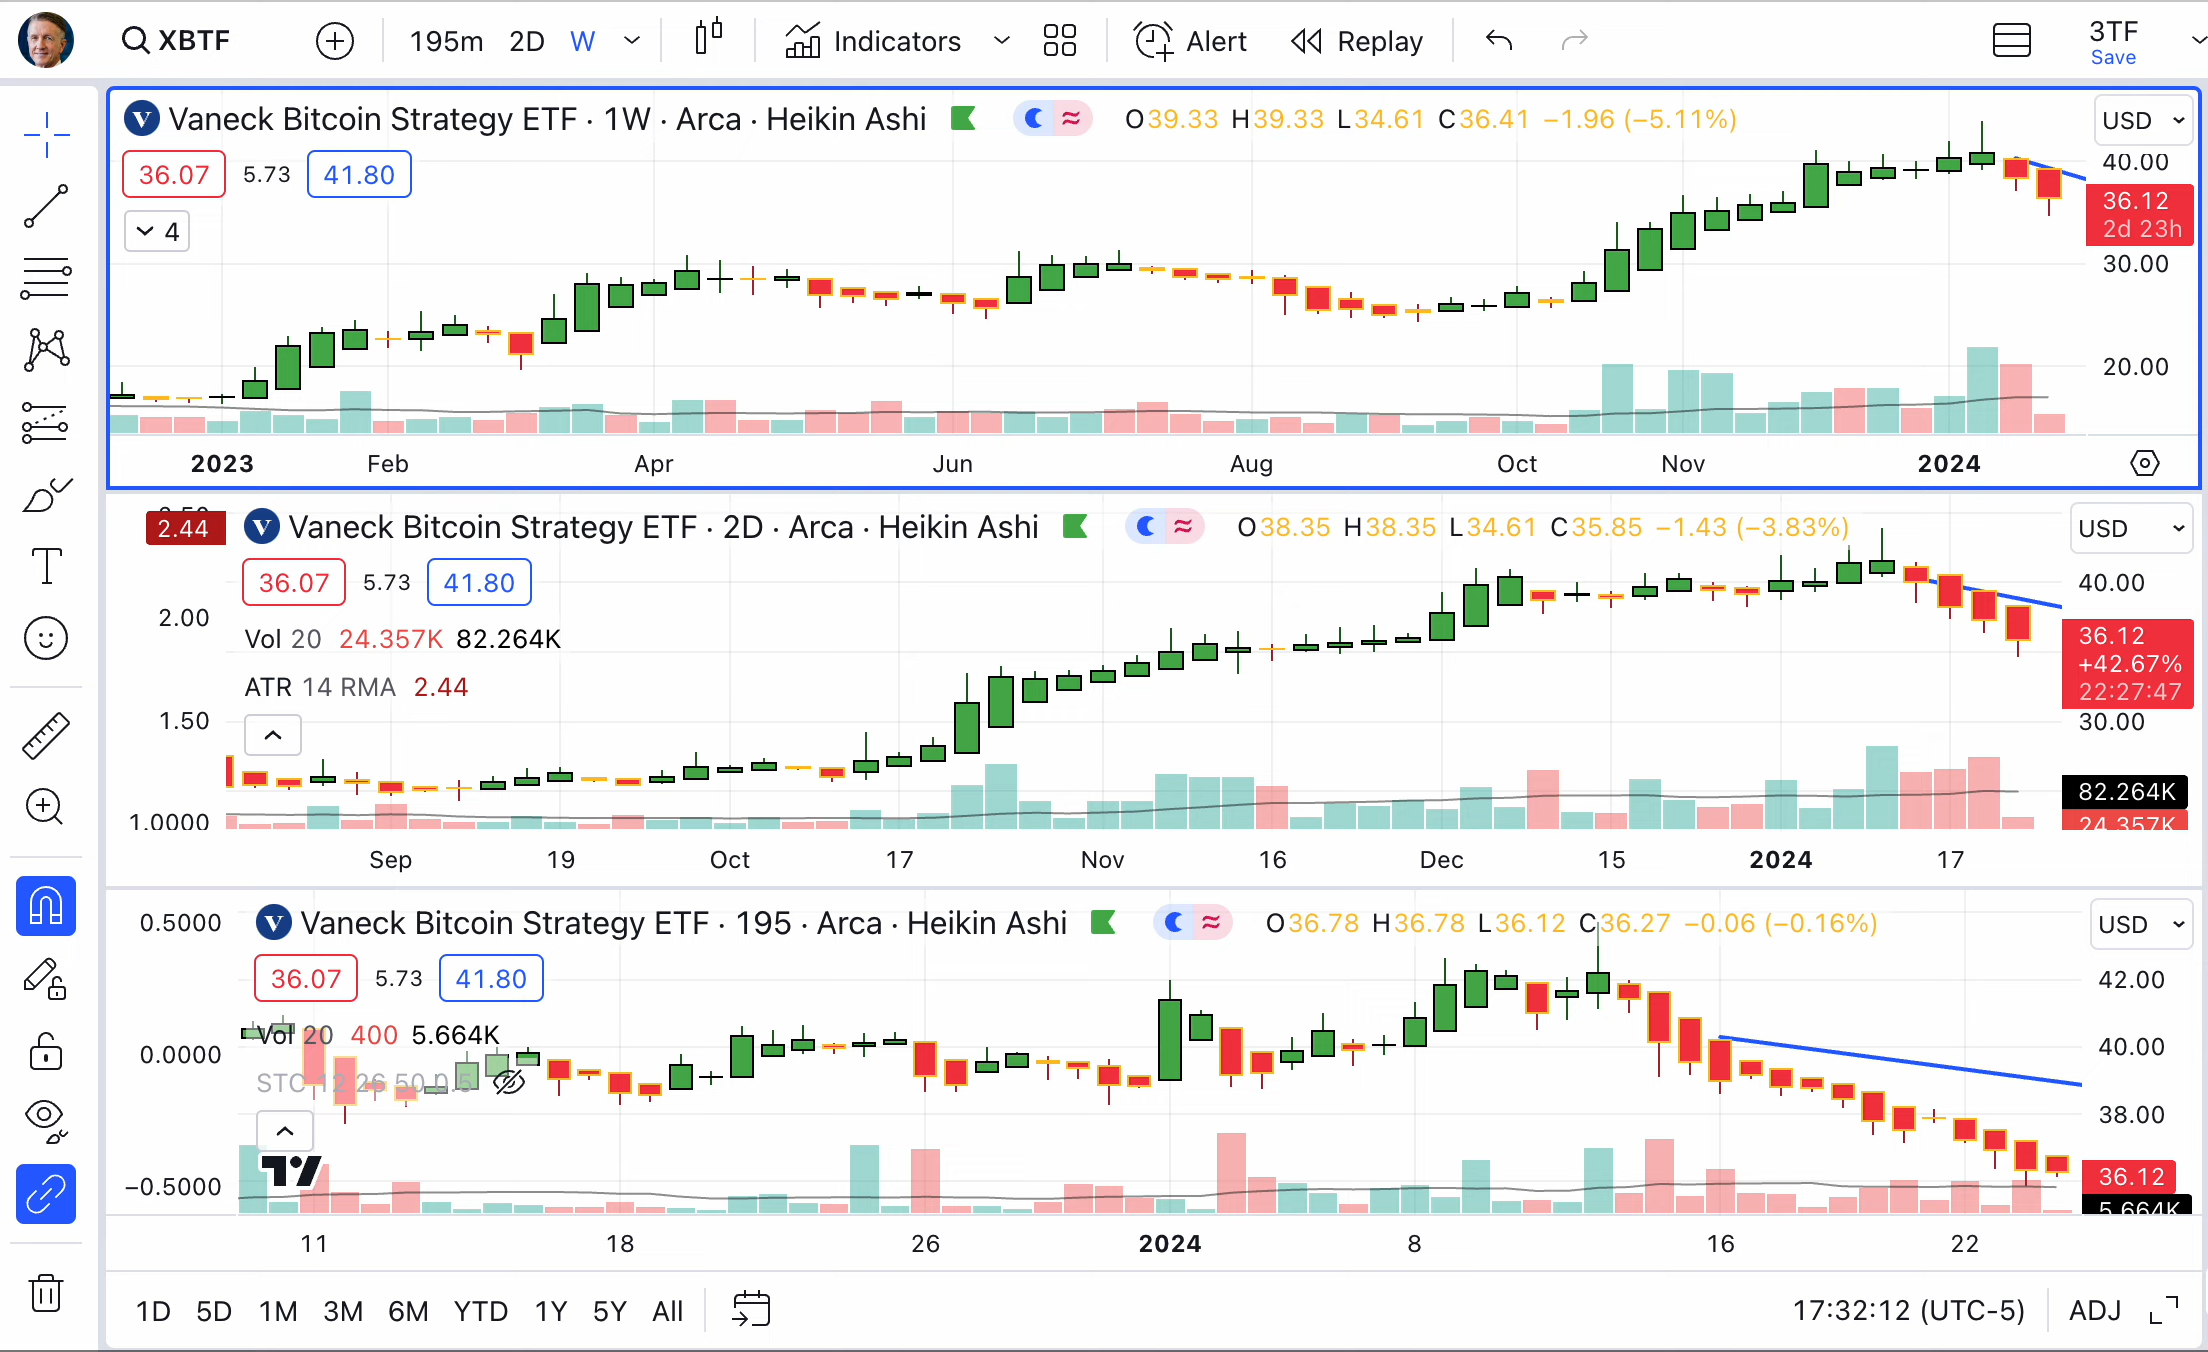 XBTF 195m 2D W Indicators Alert Replay 3TF
Save
V Vaneck Bitcoin Strategy ETF · 1W · Arca · Heikin Ashi O39.33 H39.33 L34.61 C36.41 −1.96 (−5.11%) USD
36.07 5.73 41.80 40.00
36.12
2d 23h
4
30.00
20.00
2023 Feb Apr Jun Aug Oct Nov 2024
2.44 V Vaneck Bitcoin Strategy ETF · 2D · Arca · Heikin Ashi O38.35 H38.35 L34.61 C35.85 −1.43 (−3.83%) USD
36.07 5.73 41.80 40.00
2.00
Vol 20 24.357K 82.264K 36.12
+42.67%
ATR 14 RMA 2.44 22:27:47
1.50 30.00
82.264K
1.0000 24.357K
Sep 19 Oct 17 Nov 16 Dec 15 2024 17
0.5000 V Vaneck Bitcoin Strategy ETF · 195 · Arca · Heikin Ashi O36.78 H36.78 L36.12 C36.27 −0.06 (−0.16%) USD
36.07 5.73 41.80 42.00
Vol 20 400 5.664K
0.0000 40.00
STC 12 26 50 0.5
38.00
−0.5000 36.12
5.664K
11 18 26 2024 8 16 22
1D 5D 1M 3M 6M YTD 1Y 5Y All 17:32:12 (UTC-5) ADJ